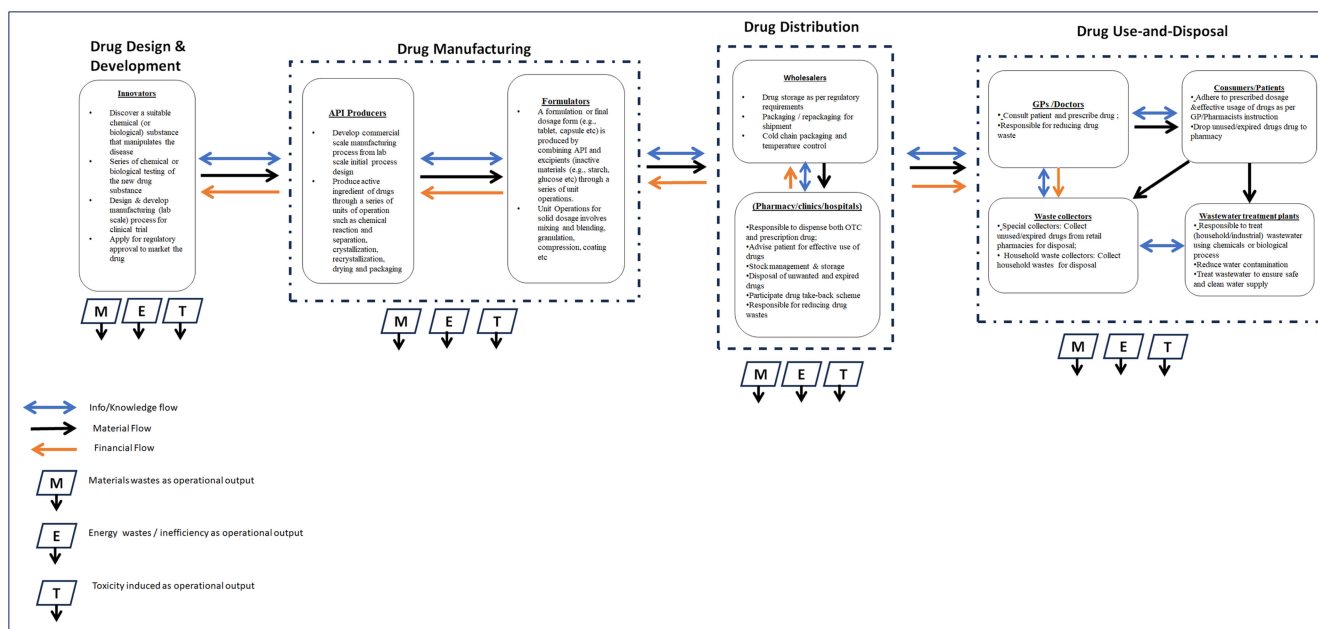 Drug Design &
Development
Innovators
• Discover a suitable
chemical (or
biological) substance
that manipulates the
disease
• Series of chemical or
biological testing of
the new drug
substance
• Design & develop
manufacturing (lab
scale) process for
clinical trial
• Apply for regulatory
approval to market the
drug
M E T
Drug Manufacturing
API Producers
• Develop commercial
scale manufacturing
process from lab
scale initial process
design
• Produce active
ingredient of drugs
through a series of
units of operation
such as chemical
reaction and
separation,
crystallization,
recrystallization,
drying and packaging
Formulators
• A formulation or final
dosage form (e.g.,
tablet, capsule etc) is
produced by
combining API and
excipients (inactive
materials (e.g., starch,
glucose etc) through a
series of unit
operations.
• Unit Operations for
solid dosage involves
mixing and blending,
granulation,
compression, coating
etc
M E T
Drug Distribution
Wholesalers
• Drug storage as per regulatory
requirements
• Packaging / repackaging for
shipment
• Cold chain packaging and
temperature control
(Pharmacy/clinics/hospitals)
•Responsible to dispense both OTC
and prescription drug;
•Advise patient for effective use of
drugs
•Stock management & storage
•Disposal of unwanted and expired
drugs
•Participate drug take-back scheme
•Responsible for reducing drug
wastes
M E T
Drug Use-and-Disposal
GPs /Doctors
•Consult patient and prescribe drug ;
•Responsible for reducing drug
waste
Consumers/Patients
•Adhere to prescribed dosage
&effective usage of drugs as per
GP/Pharmacists instruction
•Drop unused/expired drugs drug to
pharmacy
Waste collectors
•Special collectors: Collect
unused/expired drugs from retail
pharmacies for disposal;
• Household waste collectors: Collect
household wastes for disposal
Wastewater treatment plants
•Responsible to treat
(household/industrial) wastewater
using chemicals or biological
process
•Reduce water contamination
•Treat wastewater to ensure safe
and clean water supply
M E T
Info/Knowledge flow
Material Flow
Financial Flow
M Materials wastes as operational output
E Energy wastes / inefficiency as operational output
T Toxicity induced as operational output